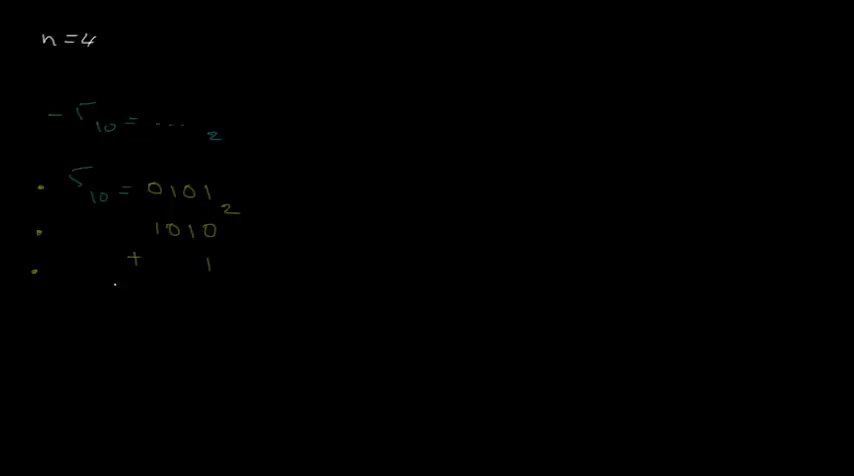 n = 4
- 5₁₀ = ...₂
5₁₀ = 0101₂
1010
+ 1